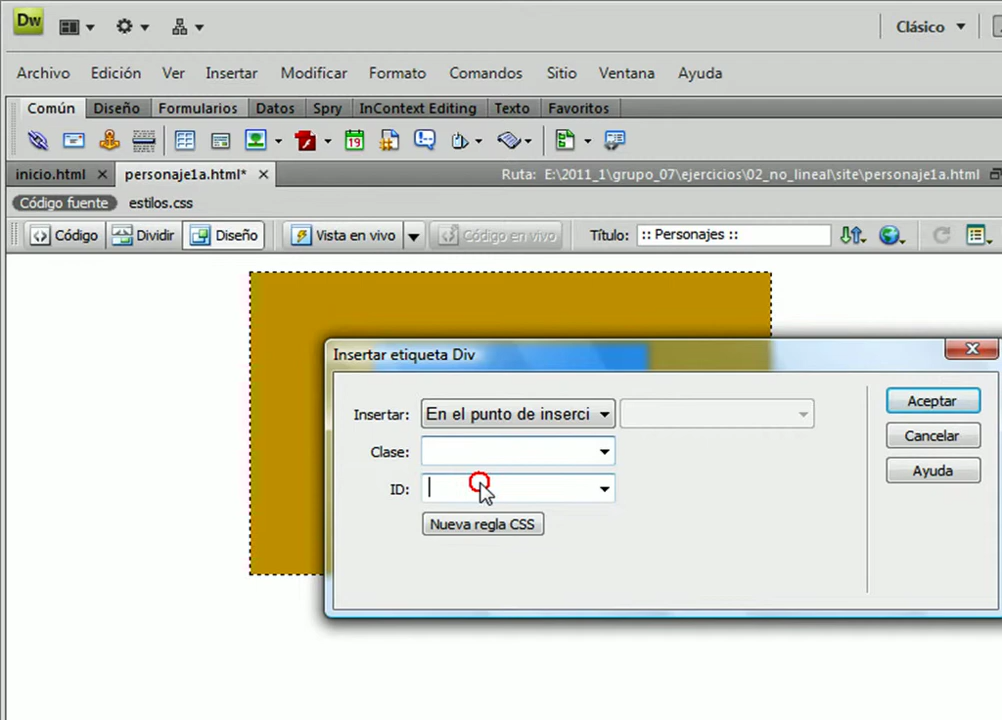 Dw
Clásico
Archivo Edición Ver Insertar Modificar Formato Comandos Sitio Ventana Ayuda
Común Diseño Formularios Datos Spry InContext Editing Texto Favoritos
19
inicio.html personaje1a.html* Ruta: E:\2011_1\grupo_07\ejercicios\02_no_lineal\site\personaje1a.html
Código fuente estilos.css
Código Dividir Diseño Vista en vivo Código en vivo Título: :: Personajes ::
Insertar etiqueta Div
Insertar: En el punto de inserci Aceptar
Clase: Cancelar
ID: Ayuda
Nueva regla CSS